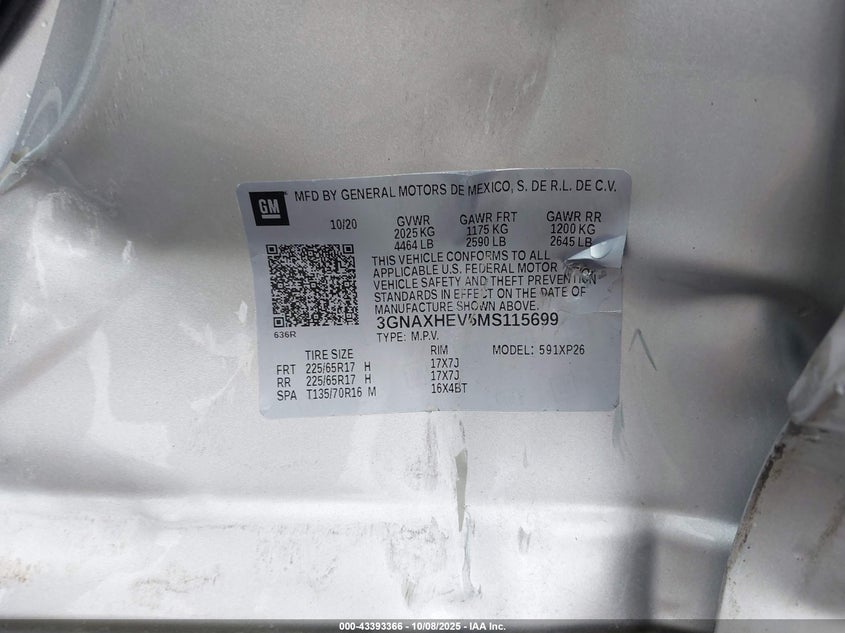 GM
MFD BY GENERAL MOTORS DE MEXICO, S. DE R.L. DE C.V.
10/20
GVWR GAWR FRT GAWR RR
2025 KG 1175 KG 1200 KG
4464 LB 2590 LB 2645 LB
THIS VEHICLE CONFORMS TO ALL
APPLICABLE U.S. FEDERAL MOTOR
VEHICLE SAFETY AND THEFT PREVENTION
STANDARDS IN EFFECT ON THE DATE OF
MANUFACTURE SHOWN ABOVE.
3GNAXHEV5MS115699
636R
TYPE: M.P.V.
TIRE SIZE RIM MODEL: 591XP26
FRT 225/65R17 H 17X7J
RR 225/65R17 H 17X7J
SPA T135/70R16 M 16X4BT
000-43393366 - 10/08/2025 - IAA Inc.